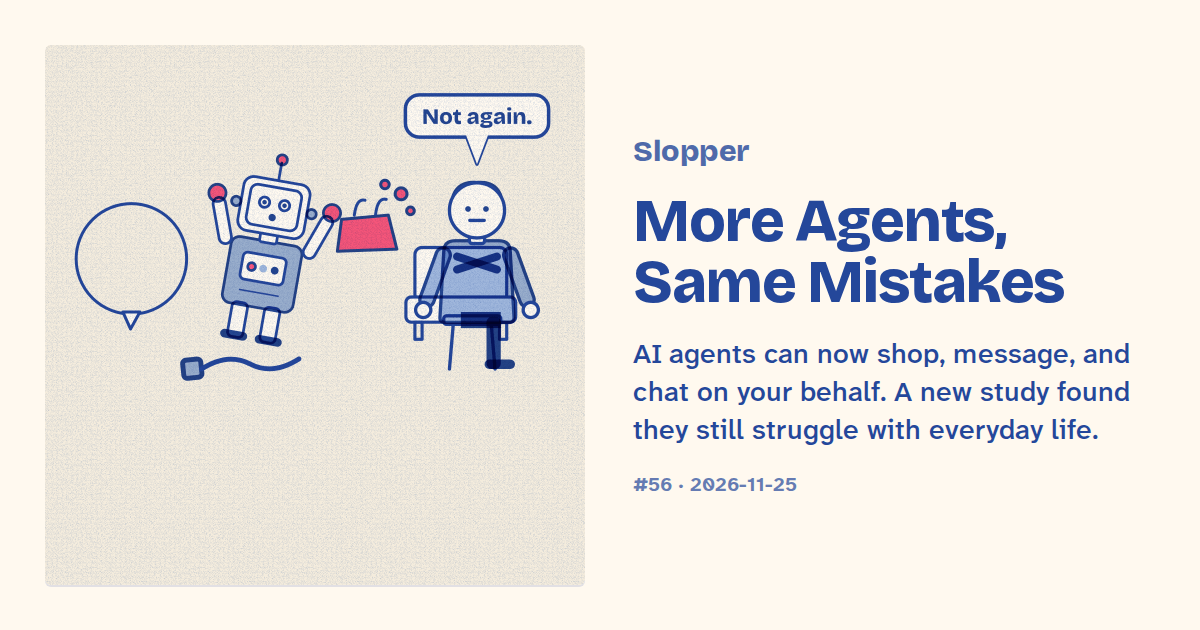 Not again.
Slopper
More Agents,
Same Mistakes
AI agents can now shop, message, and
chat on your behalf. A new study found
they still struggle with everyday life.
#56 · 2026-11-25